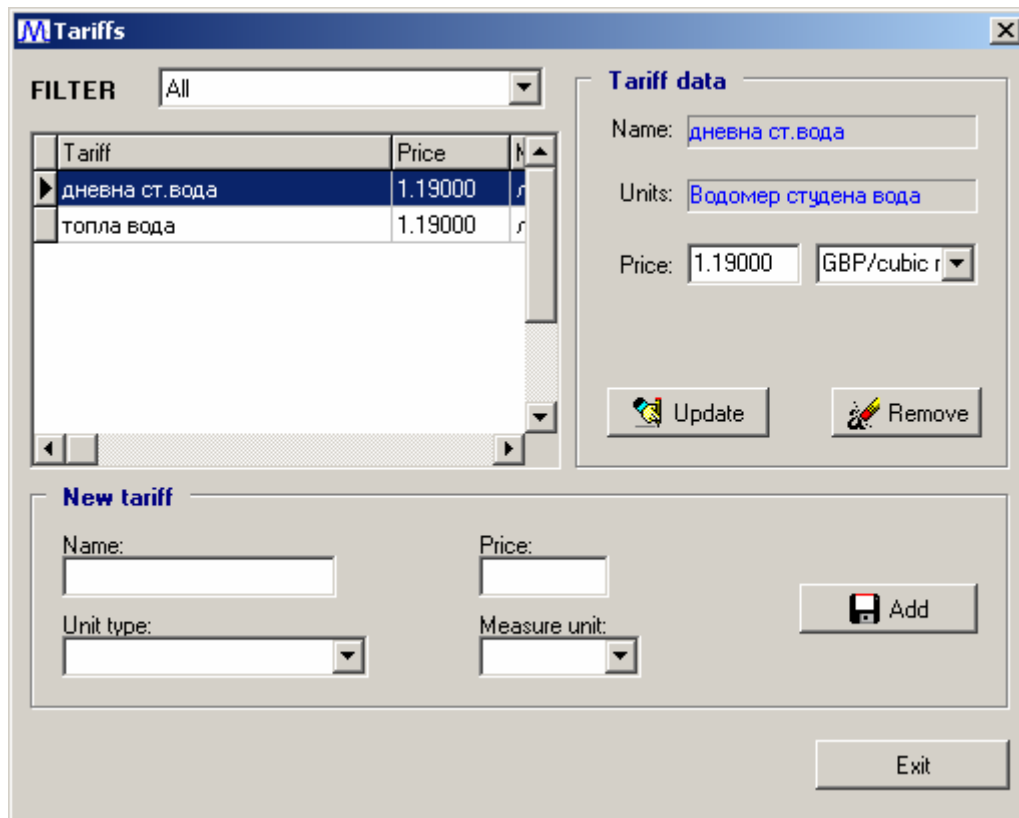 M Tariffs
FILTER All
Tariff Price
дневна ст.вода 1.19000
топла вода 1.19000
Tariff data
Name: дневна ст.вода
Units: Водомер студена вода
Price: 1.19000 GBP/cubic
Update Remove
New tariff
Name: Price:
Unit type: Measure unit:
Add
Exit